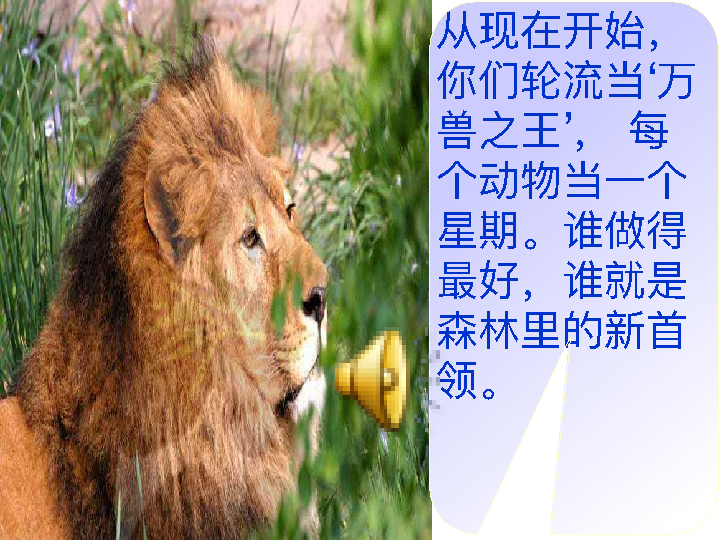 从现在开始，
你们轮流当‘万
兽之王’， 每
个动物当一个
星期。谁做得
最好，谁就是
森林里的新首
领。